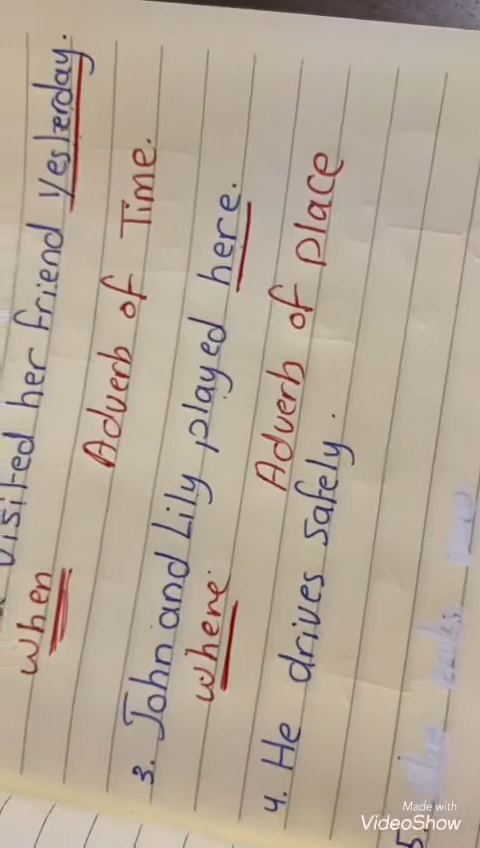 visited her friend yesterday.
when Adverb of Time.
3. John and Lily played here.
where Adverb of place
4. He drives safely.
5.
Made with
VideoShow